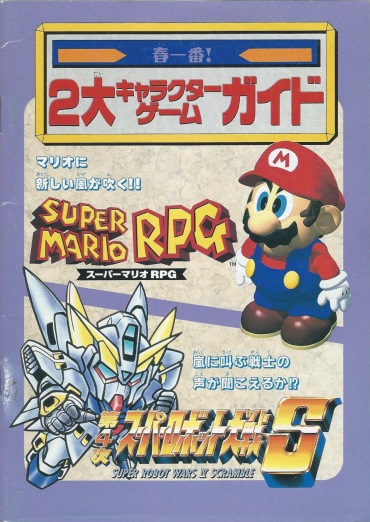 春一番!
2大キャラクターゲームガイド
マリオに
新しい風が吹く!!
SUPER
MARIO RPG
TM
スーパーマリオRPG
嵐に叫ぶ戦士の
声が聞こえるか!?
第4次スーパーロボット大戦S
SUPER ROBOT WARS IV SCRAMBLE
M